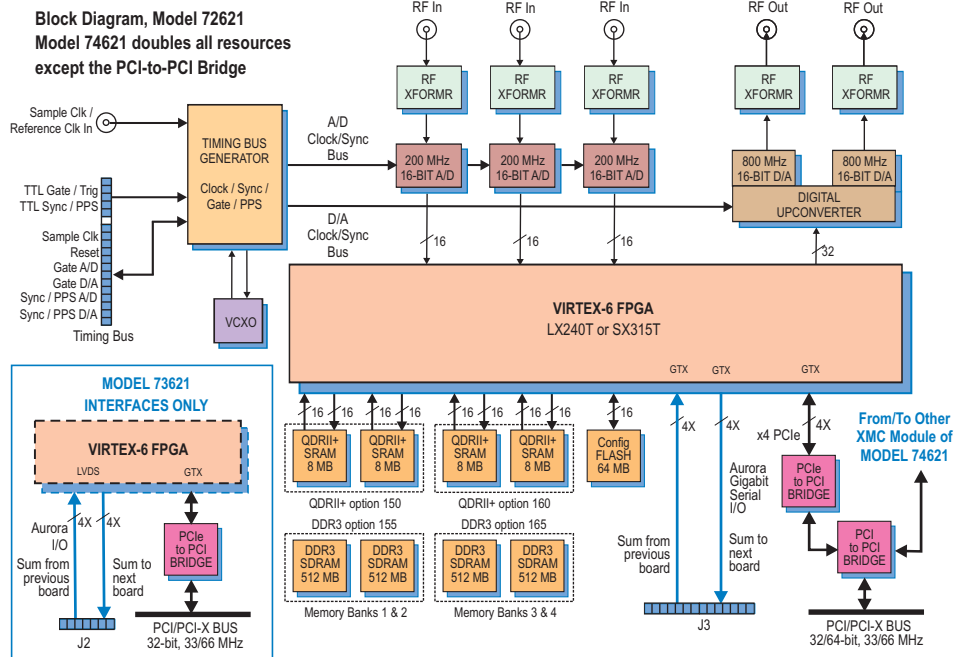 Block Diagram, Model 72621
Model 74621 doubles all resources
except the PCI-to-PCI Bridge
RF In
RF In
RF In
RF Out
RF Out
RF
XFORMR
RF
XFORMR
RF
XFORMR
RF
XFORMR
RF
XFORMR
Sample Clk /
Reference Clk In
TIMING BUS
GENERATOR
Clock / Sync /
Gate / PPS
A/D
Clock/Sync
Bus
200 MHz
16-BIT A/D
200 MHz
16-BIT A/D
200 MHz
16-BIT A/D
800 MHz
16-BIT D/A
800 MHz
16-BIT D/A
DIGITAL
UPCONVERTER
TTL Gate / Trig
TTL Sync / PPS
Sample Clk
Reset
Gate A/D
Gate D/A
Sync / PPS A/D
Sync / PPS D/A
Timing Bus
D/A
Clock/Sync
Bus
16
16
16
32
VCXO
VIRTEX-6 FPGA
LX240T or SX315T
GTX
GTX
GTX
16
16
16
16
16
16
16
16
16
4X
4X
4X
QDRII+
SRAM
8 MB
QDRII+
SRAM
8 MB
QDRII+
SRAM
8 MB
QDRII+
SRAM
8 MB
Config
FLASH
64 MB
QDRII+ option 150
QDRII+ option 160
DDR3 option 155
DDR3 option 165
DDR3
SDRAM
512 MB
DDR3
SDRAM
512 MB
DDR3
SDRAM
512 MB
DDR3
SDRAM
512 MB
Memory Banks 1 & 2
Memory Banks 3 & 4
x4 PCIe
Aurora
Gigabit
Serial
I/O
Sum from
previous
board
Sum to
next
board
J3
PCIe
to PCI
BRIDGE
PCI
to PCI
BRIDGE
From/To Other
XMC Module of
MODEL 74621
PCI/PCI-X BUS
32/64-bit, 33/66 MHz
MODEL 73621
INTERFACES ONLY
VIRTEX-6 FPGA
LVDS
GTX
4X
4X
Aurora
I/O
Sum from
previous
board
Sum to
next
board
PCIe
to PCI
BRIDGE
J2
PCI/PCI-X BUS
32-bit, 33/66 MHz